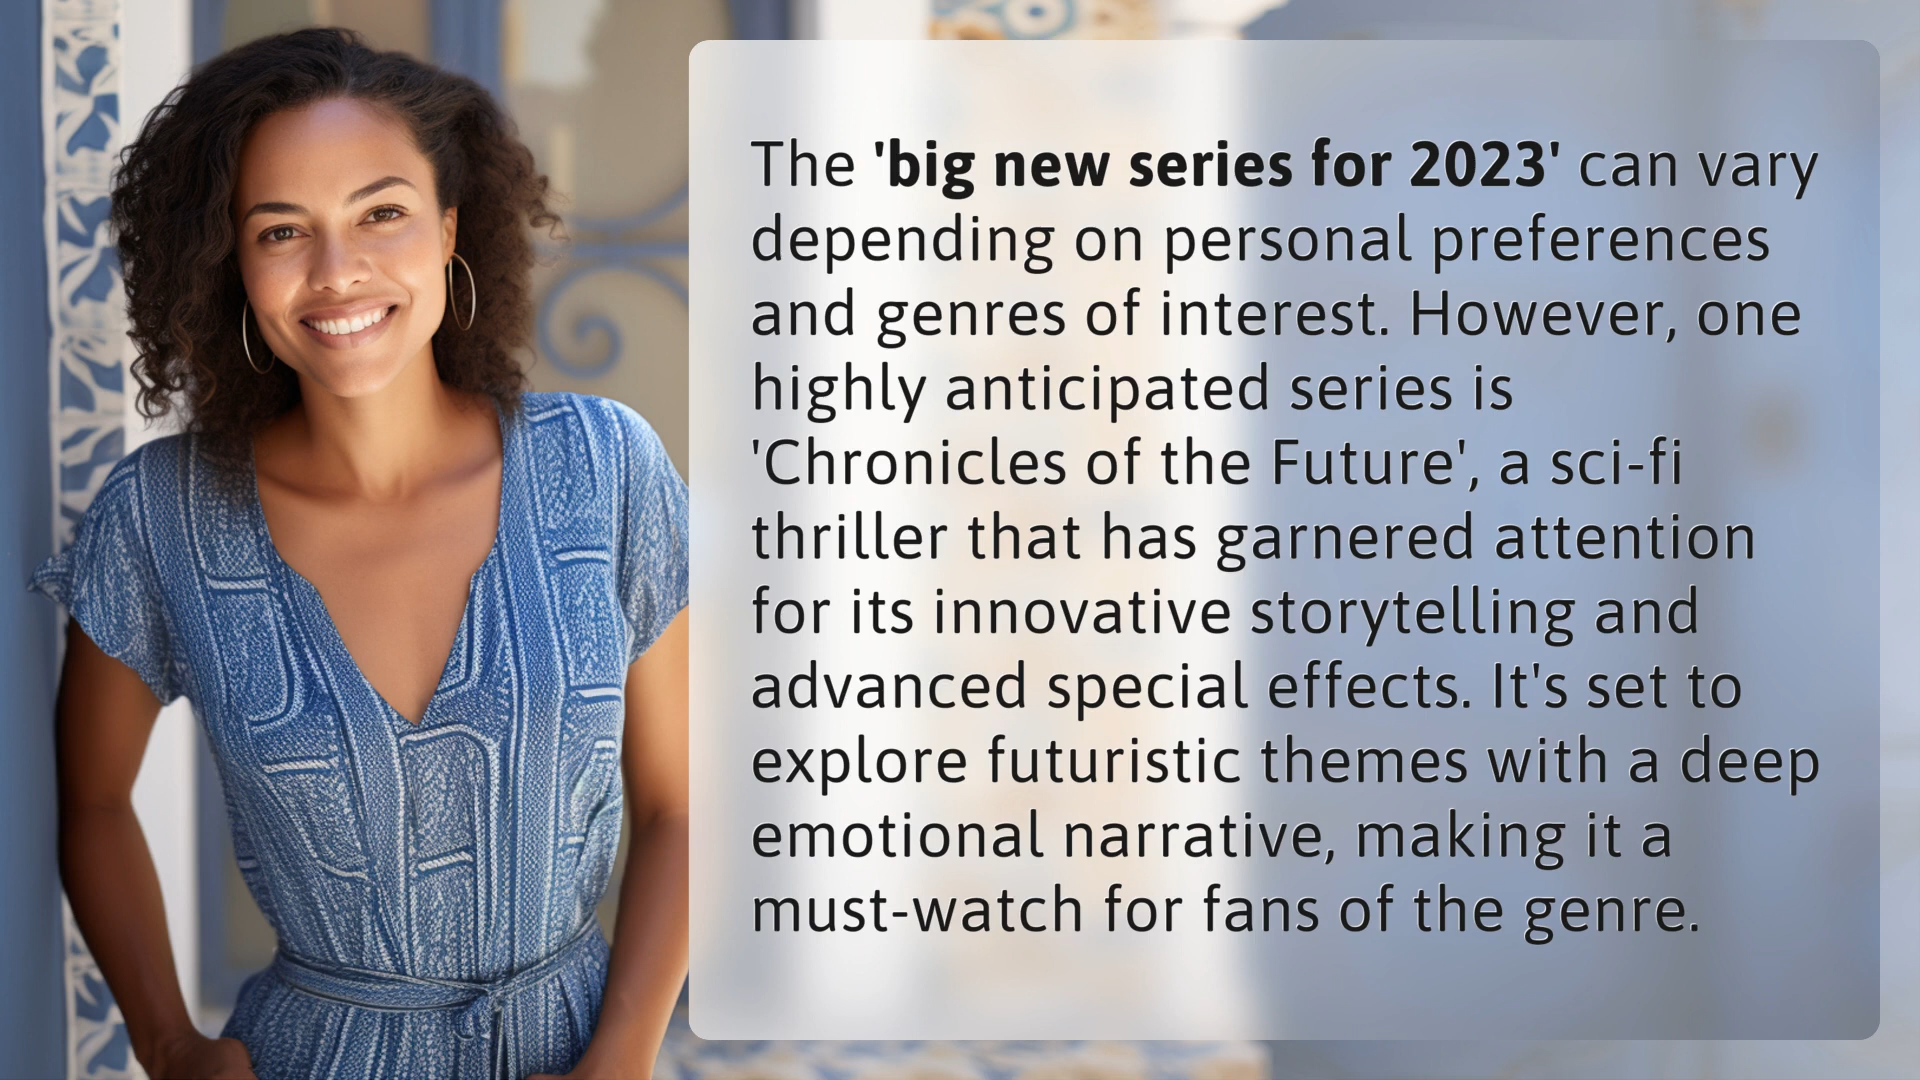 The 'big new series for 2023' can vary
depending on personal preferences
and genres of interest. However, one
highly anticipated series is
'Chronicles of the Future', a sci-fi
thriller that has garnered attention
for its innovative storytelling and
advanced special effects. It's set to
explore futuristic themes with a deep
emotional narrative, making it a
must-watch for fans of the genre.